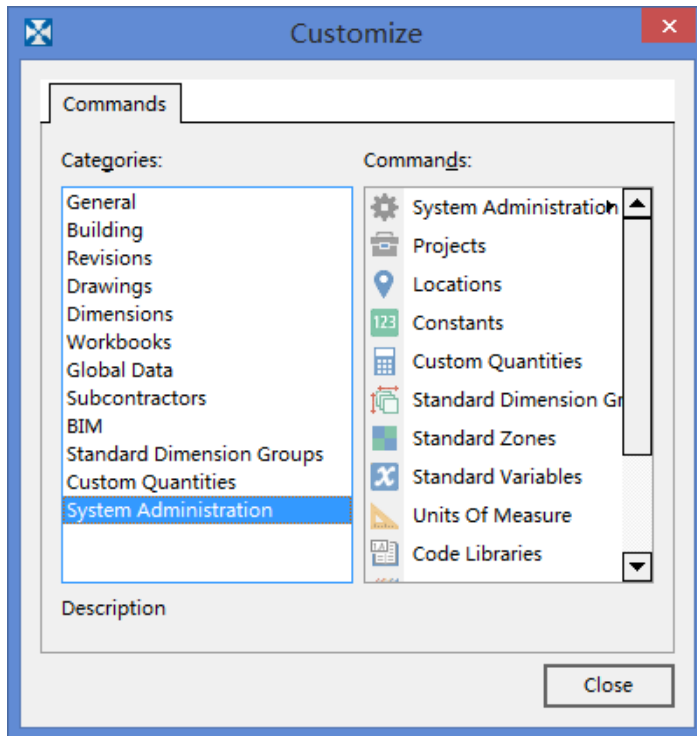 Customize
Commands
Categories:
Commands:
General
Building
Revisions
Drawings
Dimensions
Workbooks
Global Data
Subcontractors
BIM
Standard Dimension Groups
Custom Quantities
System Administration
System Administration
Projects
Locations
123
Constants
Custom Quantities
Standard Dimension Gr
Standard Zones
x
Standard Variables
Units Of Measure
Code Libraries
Description
Close